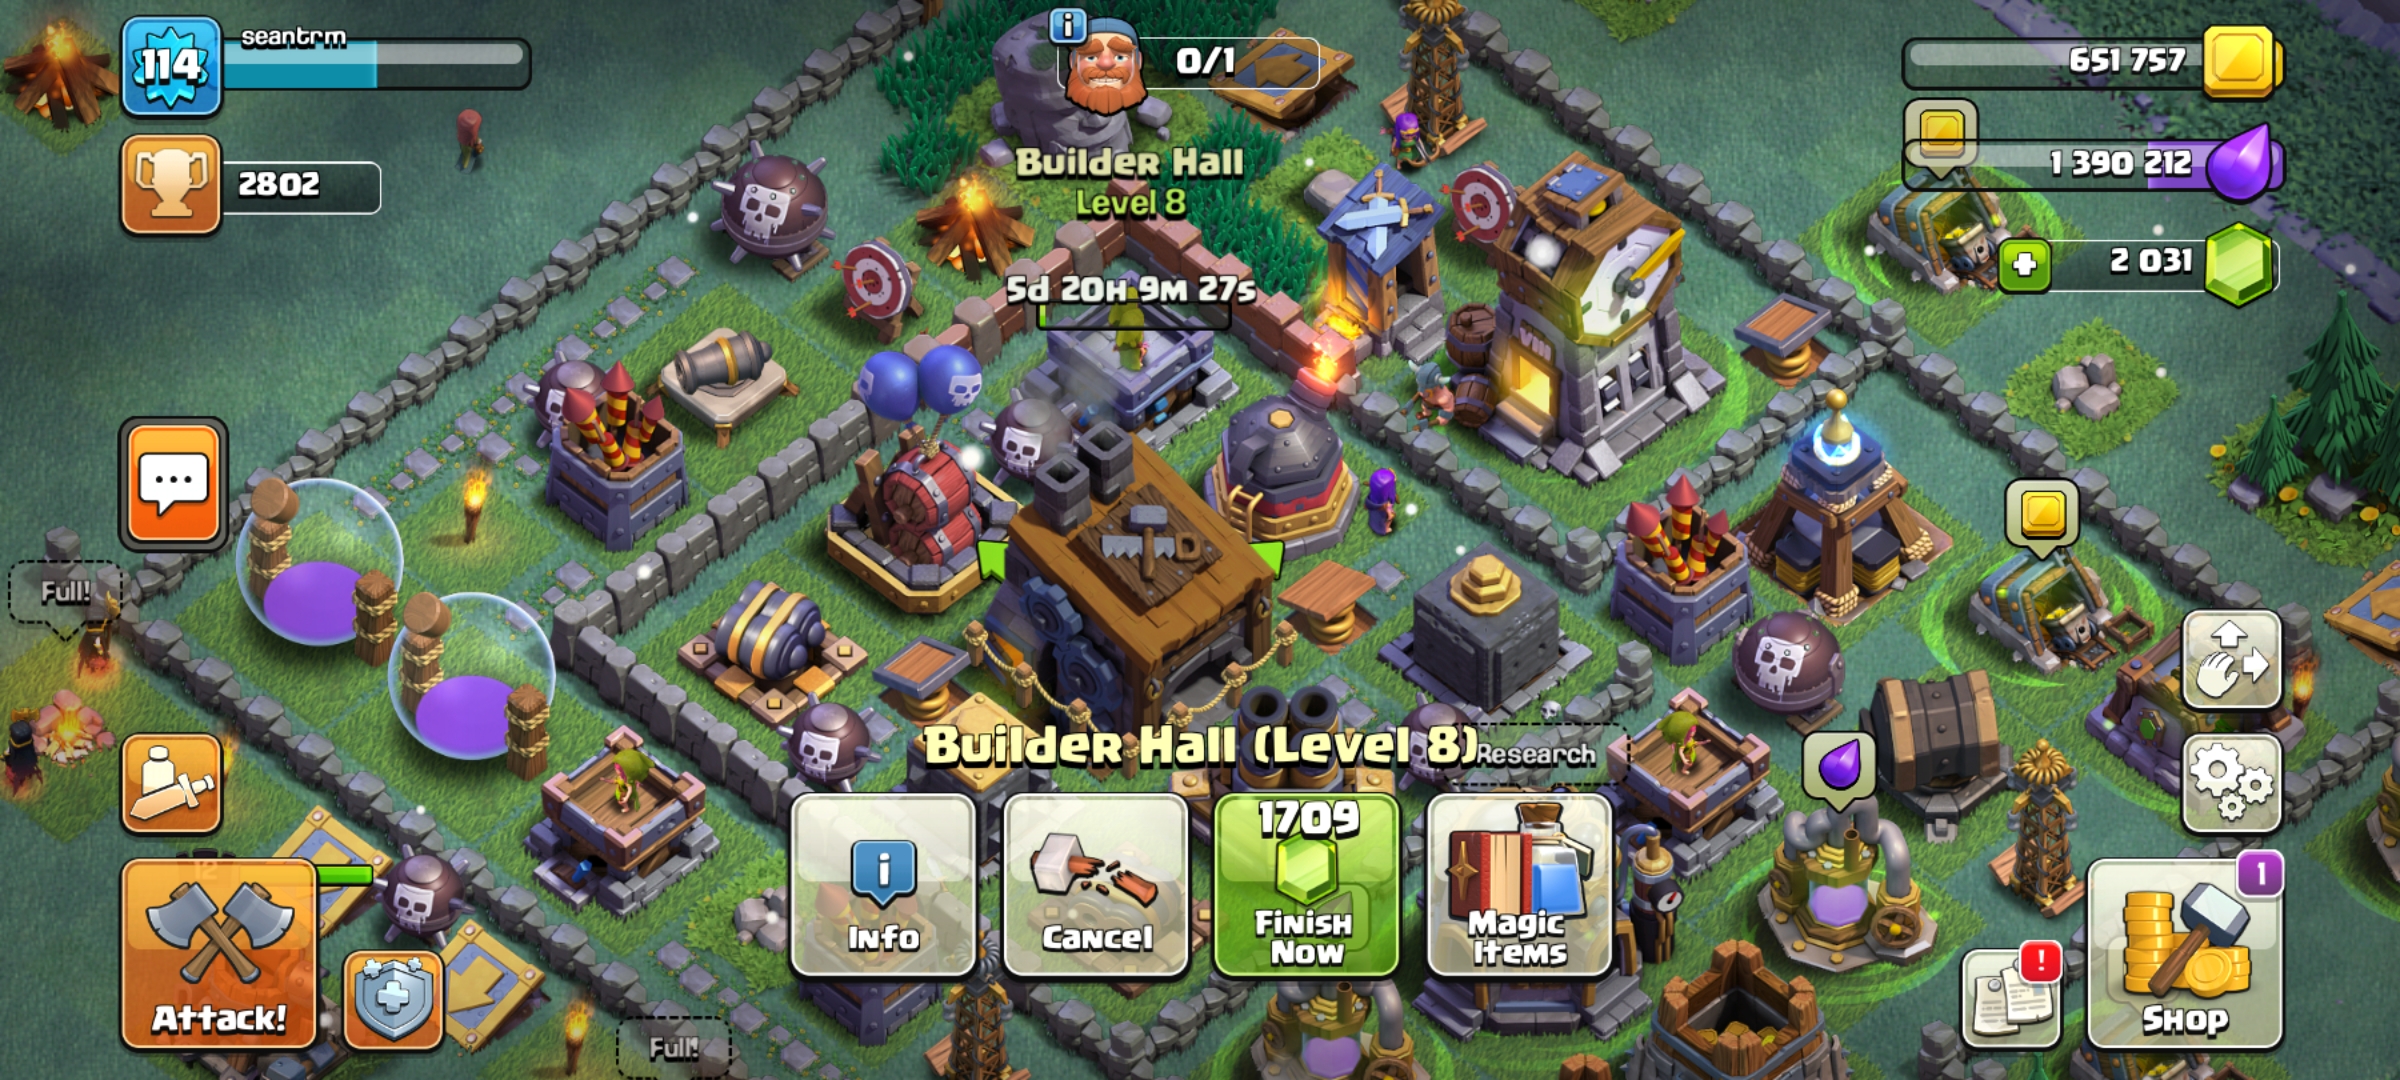 114
seantrm
0/1
651 757
2802
Builder Hall
Level 8
1 390 212
2 031
5d 20H 9M 27s
VIII
Full!
Builder Hall (Level 8)
Research
1709
Info
Cancel
Finish
Now
Magic
Items
1
!
Attack!
Shop
Full!